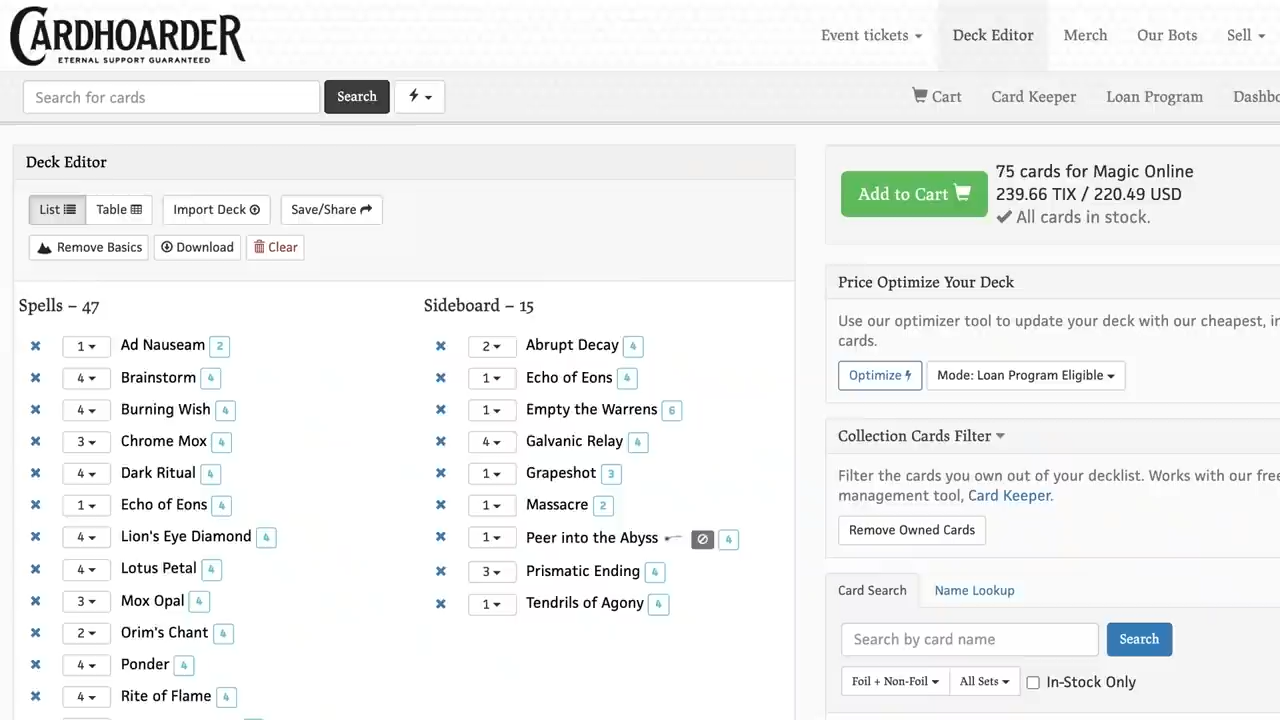 CARDHOARDER
ETERNAL SUPPORT GUARANTEED
Event tickets
Deck Editor
Merch
Our Bots
Sell
Search for cards
Search
Cart
Card Keeper
Loan Program
Dashbo
Deck Editor
List
Table
Import Deck
Save/Share
Remove Basics
Download
Clear
Spells – 47
1 Ad Nauseam 2
4 Brainstorm 4
4 Burning Wish 4
3 Chrome Mox 4
4 Dark Ritual 4
1 Echo of Eons 4
4 Lion's Eye Diamond 4
4 Lotus Petal 4
3 Mox Opal 4
2 Orim's Chant 4
4 Ponder 4
4 Rite of Flame 4
Sideboard – 15
2 Abrupt Decay 4
1 Echo of Eons 4
1 Empty the Warrens 6
4 Galvanic Relay 4
1 Grapeshot 3
1 Massacre 2
1 Peer into the Abyss 4
3 Prismatic Ending 4
1 Tendrils of Agony 4
Add to Cart
75 cards for Magic Online
239.66 TIX / 220.49 USD
All cards in stock.
Price Optimize Your Deck
Use our optimizer tool to update your deck with our cheapest, in
cards.
Optimize
Mode: Loan Program Eligible
Collection Cards Filter
Filter the cards you own out of your decklist. Works with our free
management tool, Card Keeper.
Remove Owned Cards
Card Search
Name Lookup
Search by card name
Search
Foil + Non-Foil
All Sets
In-Stock Only